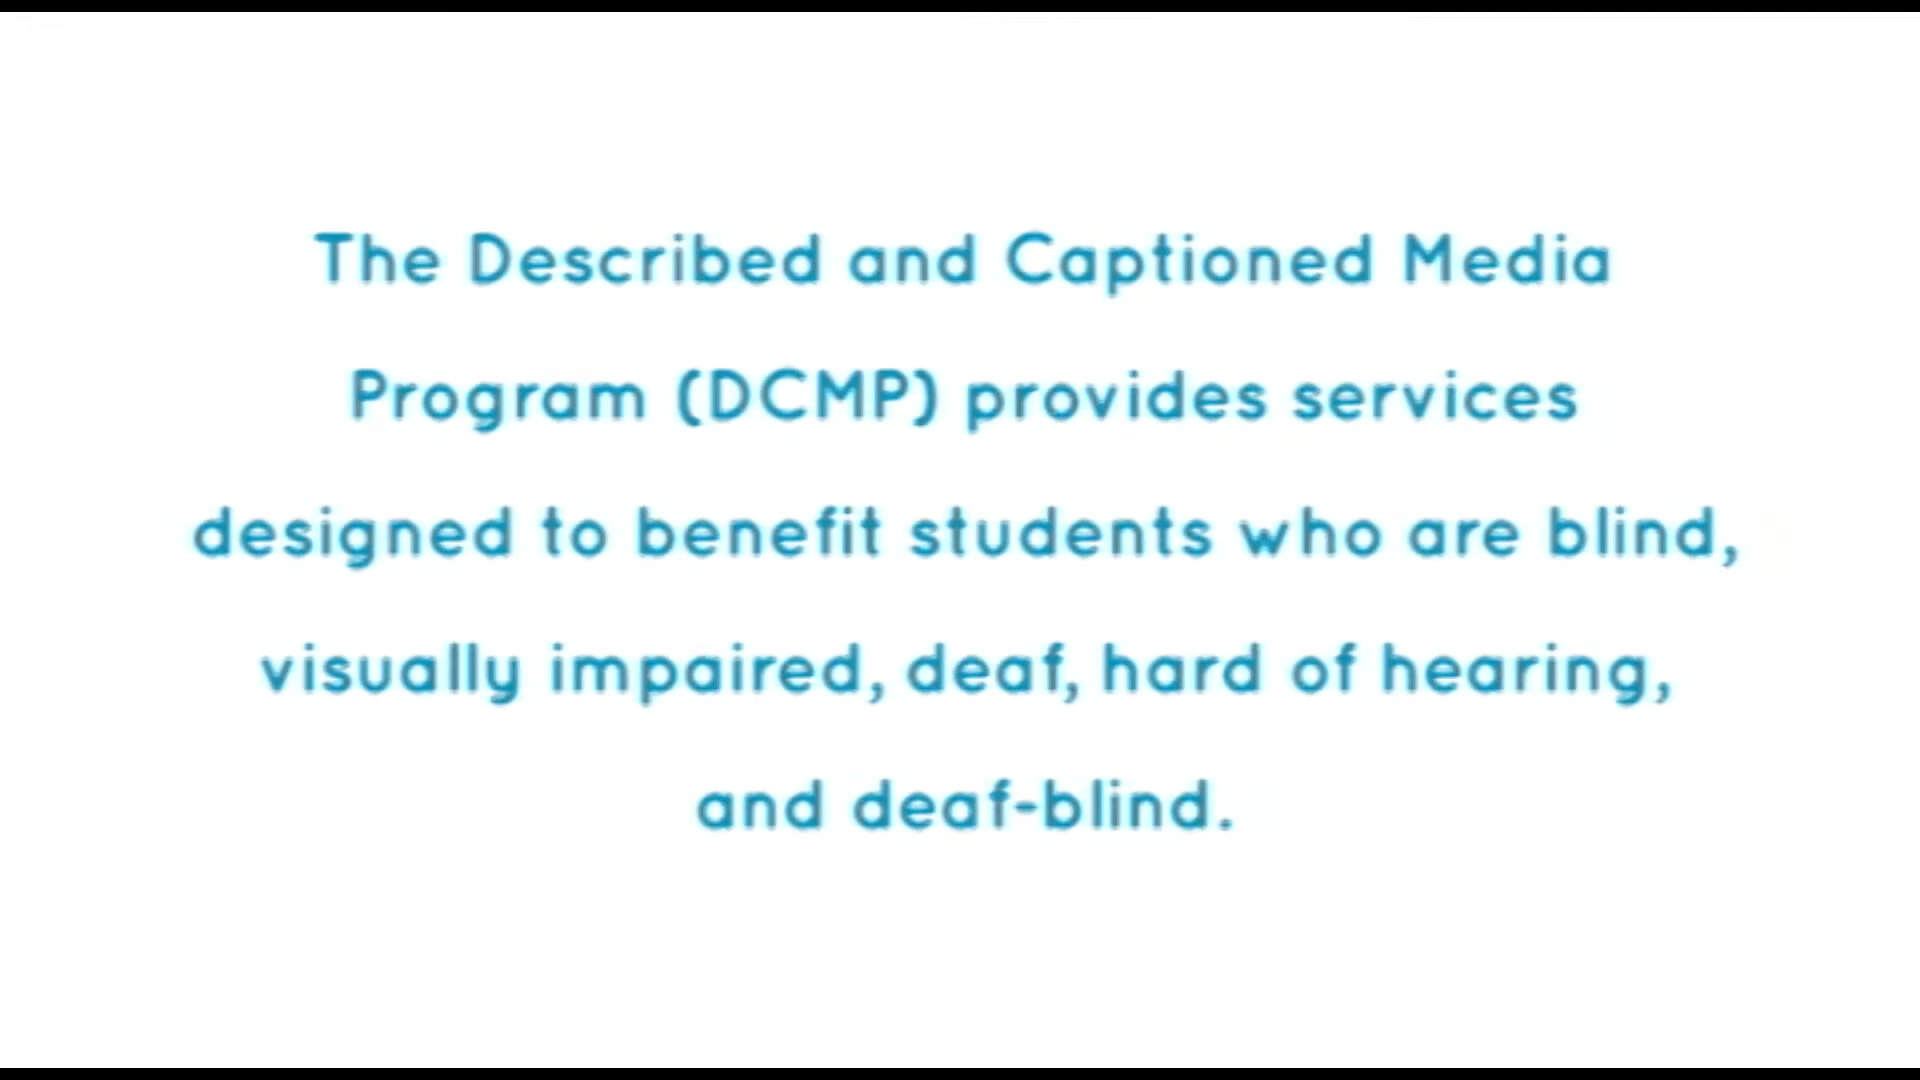 The Described and Captioned Media
Program (DCMP) provides services
designed to benefit students who are blind,
visually impaired, deaf, hard of hearing,
and deaf-blind.